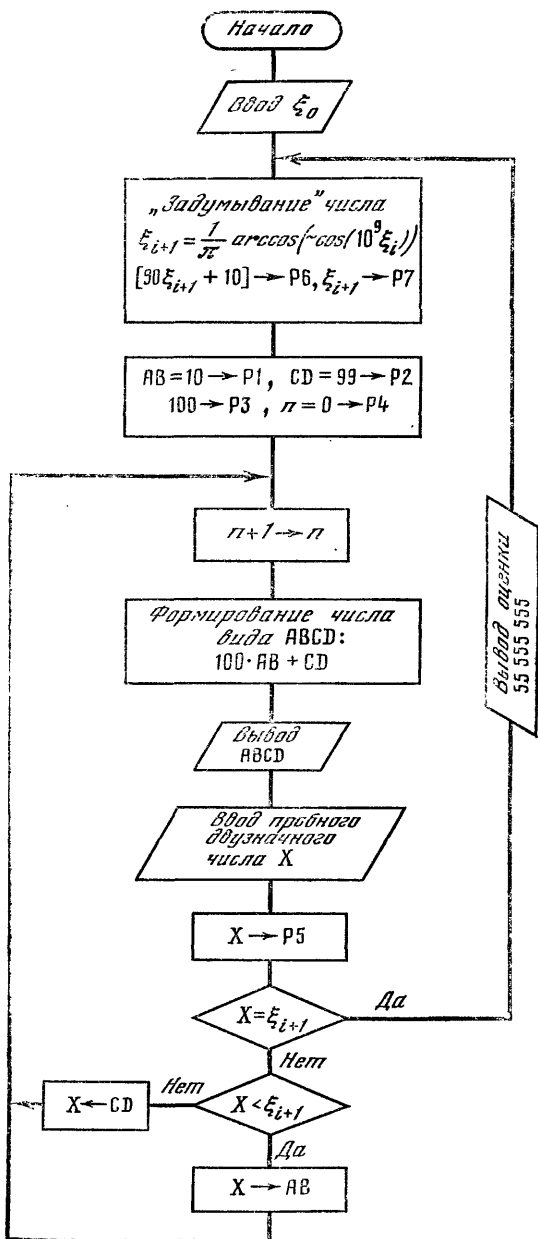 Начало
Ввод ξ₀
„Задумывание" числа
ξᵢ₊₁ = 1/π arccos(~cos(10⁹ξᵢ))
[90ξᵢ₊₁ + 10] → P6, ξᵢ₊₁ → P7
AB = 10 → P1, CD = 99 → P2
100 → P3, n = 0 → P4
n+1 → n
Формирование числа
вида ABCD:
100·AB + CD
Вывод
ABCD
Ввод пробного
двузначного
числа X
X → P5
X = ξᵢ₊₁
Да
Вывод оценки
55 555 555
Нет
X < ξᵢ₊₁
Нет
X ← CD
Да
X → AB